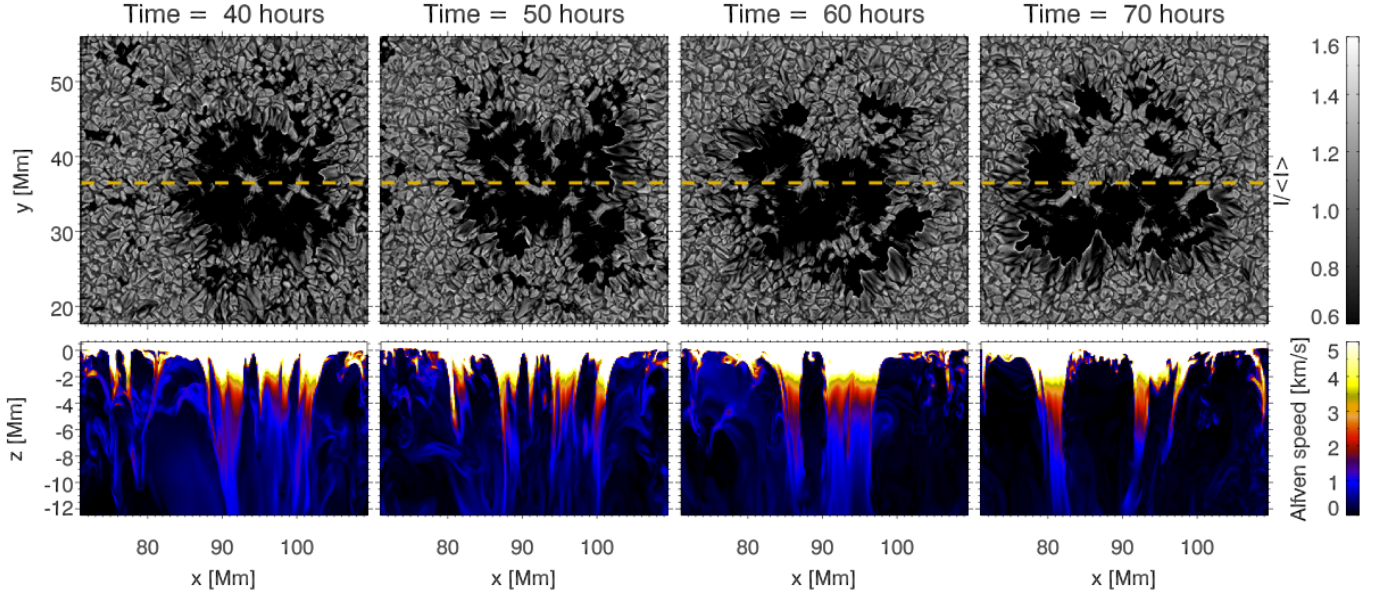 Time = 40 hours
Time = 50 hours
Time = 60 hours
Time = 70 hours
50
40
30
20
y [Mm]
1.6
1.4
1.2
1.0
0.8
0.6
I/<I>
0
-2
-4
-6
-8
-10
-12
z [Mm]
5
4
3
2
1
0
Alfven speed [km/s]
80 90 100
80 90 100
80 90 100
80 90 100
x [Mm]
x [Mm]
x [Mm]
x [Mm]